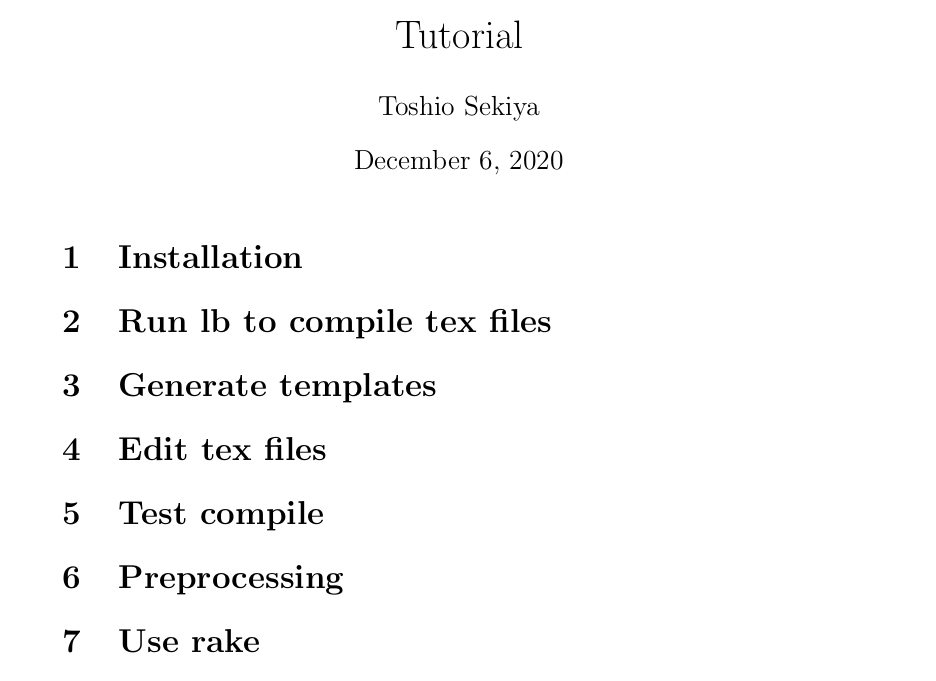 Tutorial
Toshio Sekiya
December 6, 2020
1 Installation
2 Run lb to compile tex files
3 Generate templates
4 Edit tex files
5 Test compile
6 Preprocessing
7 Use rake